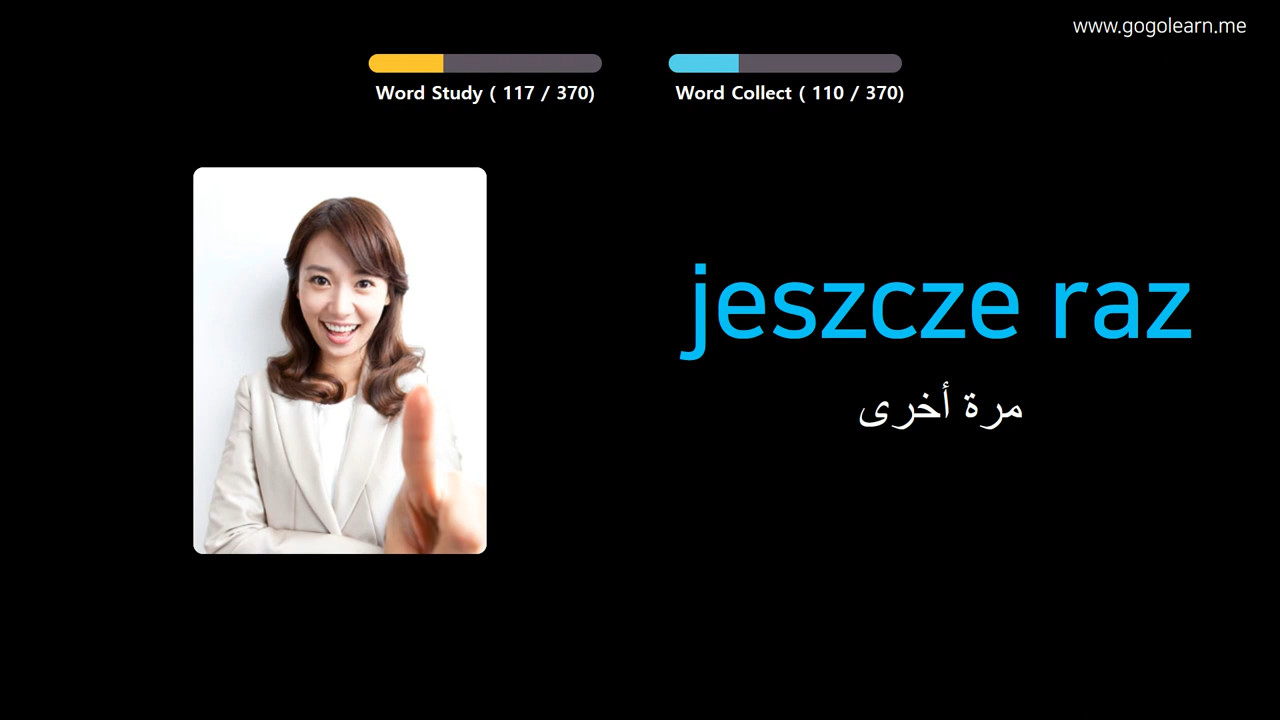 www.gogolearn.me
Word Study ( 117 / 370)
Word Collect ( 110 / 370)
jeszcze raz
مرة أخرى